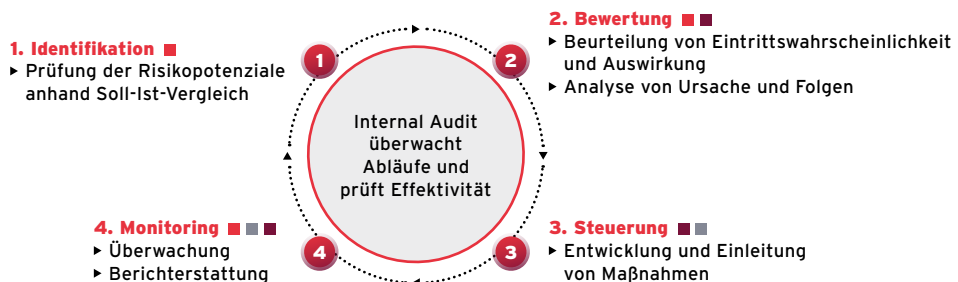 1. Identifikation
▸ Prüfung der Risikopotenziale
anhand Soll-Ist-Vergleich
2. Bewertung
▸ Beurteilung von Eintrittswahrscheinlichkeit
und Auswirkung
▸ Analyse von Ursache und Folgen
1
2
Internal Audit
überwacht
Abläufe und
prüft Effektivität
4. Monitoring
▸ Überwachung
▸ Berichterstattung
4
3
3. Steuerung
▸ Entwicklung und Einleitung
von Maßnahmen